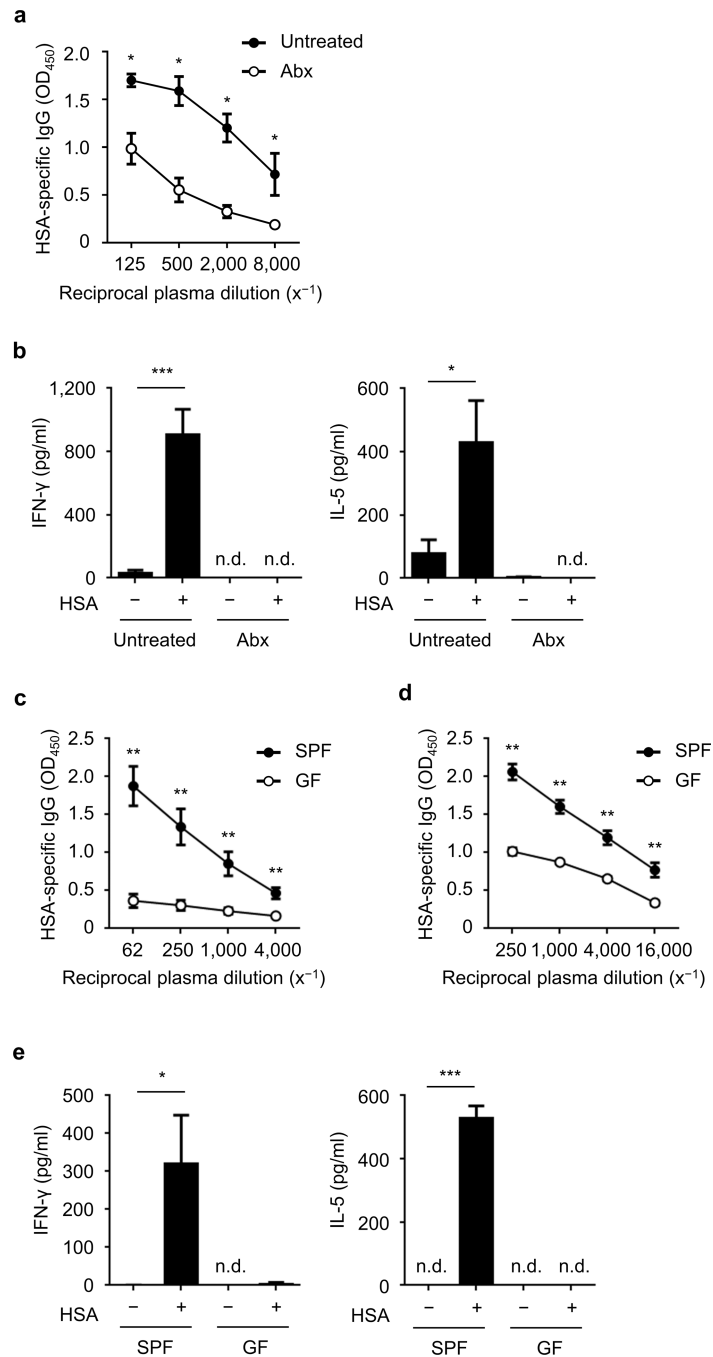 a
Untreated
Abx
HSA-specific IgG (OD450)
2.0
1.5
1.0
0.5
0
* * * *
125 500 2,000 8,000
Reciprocal plasma dilution (x⁻¹)
b
IFN-γ (pg/ml)
1,200
800
400
0
***
n.d. n.d.
HSA − + − +
Untreated Abx
IL-5 (pg/ml)
600
400
200
0
*
n.d.
HSA − + − +
Untreated Abx
c
SPF
GF
HSA-specific IgG (OD450)
2.5
2.0
1.5
1.0
0.5
0
** ** ** **
62 250 1,000 4,000
Reciprocal plasma dilution (x⁻¹)
d
SPF
GF
HSA-specific IgG (OD450)
2.5
2.0
1.5
1.0
0.5
0
** ** ** **
250 1,000 4,000 16,000
Reciprocal plasma dilution (x⁻¹)
e
IFN-γ (pg/ml)
500
400
300
200
100
0
*
n.d.
HSA − + − +
SPF GF
IL-5 (pg/ml)
600
400
200
0
***
n.d. n.d. n.d.
HSA − + − +
SPF GF